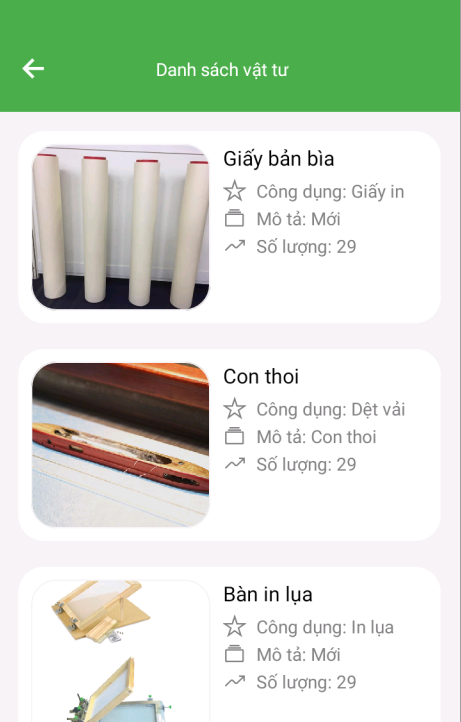 Danh sách vật tư
Giấy bản bìa
Công dụng: Giấy in
Mô tả: Mới
Số lượng: 29
Con thoi
Công dụng: Dệt vải
Mô tả: Con thoi
Số lượng: 29
Bàn in lụa
Công dụng: In lụa
Mô tả: Mới
Số lượng: 29